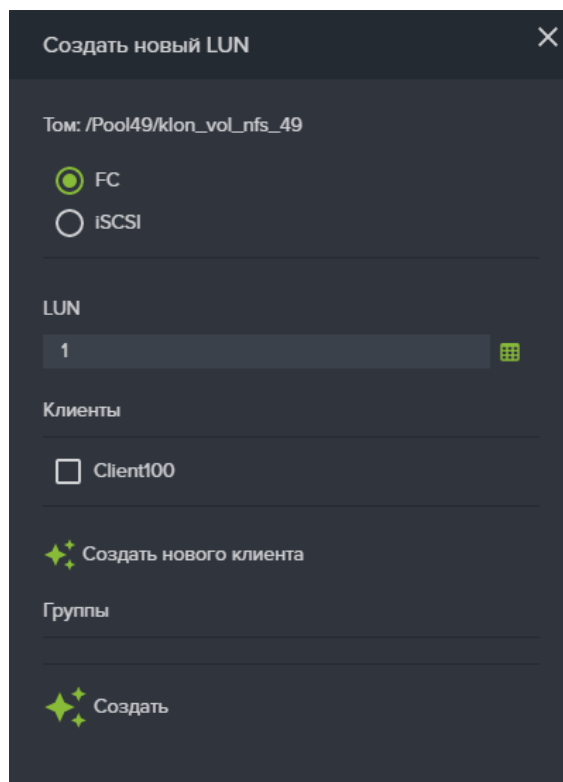 Создать новый LUN
Том: /Pool49/klon_vol_nfs_49
FC
iSCSI
LUN
1
Клиенты
Client100
Создать нового клиента
Группы
Создать